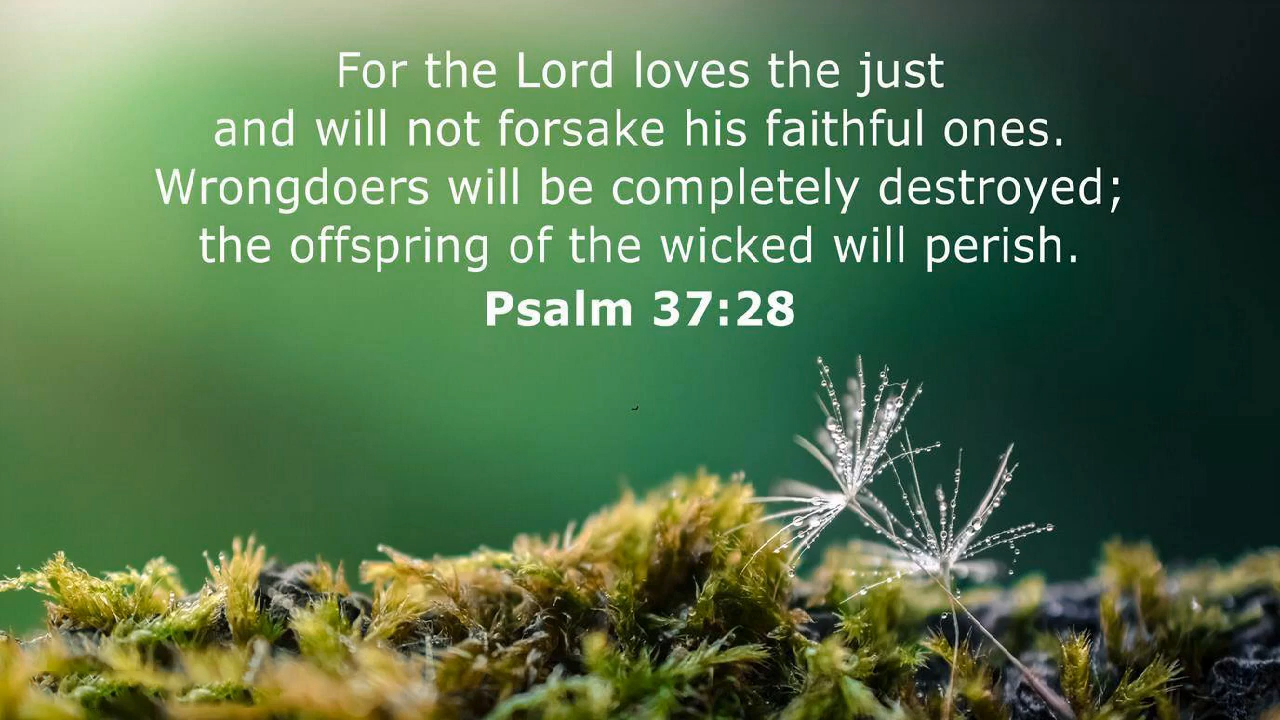 For the Lord loves the just
and will not forsake his faithful ones.
Wrongdoers will be completely destroyed;
the offspring of the wicked will perish.
Psalm 37:28